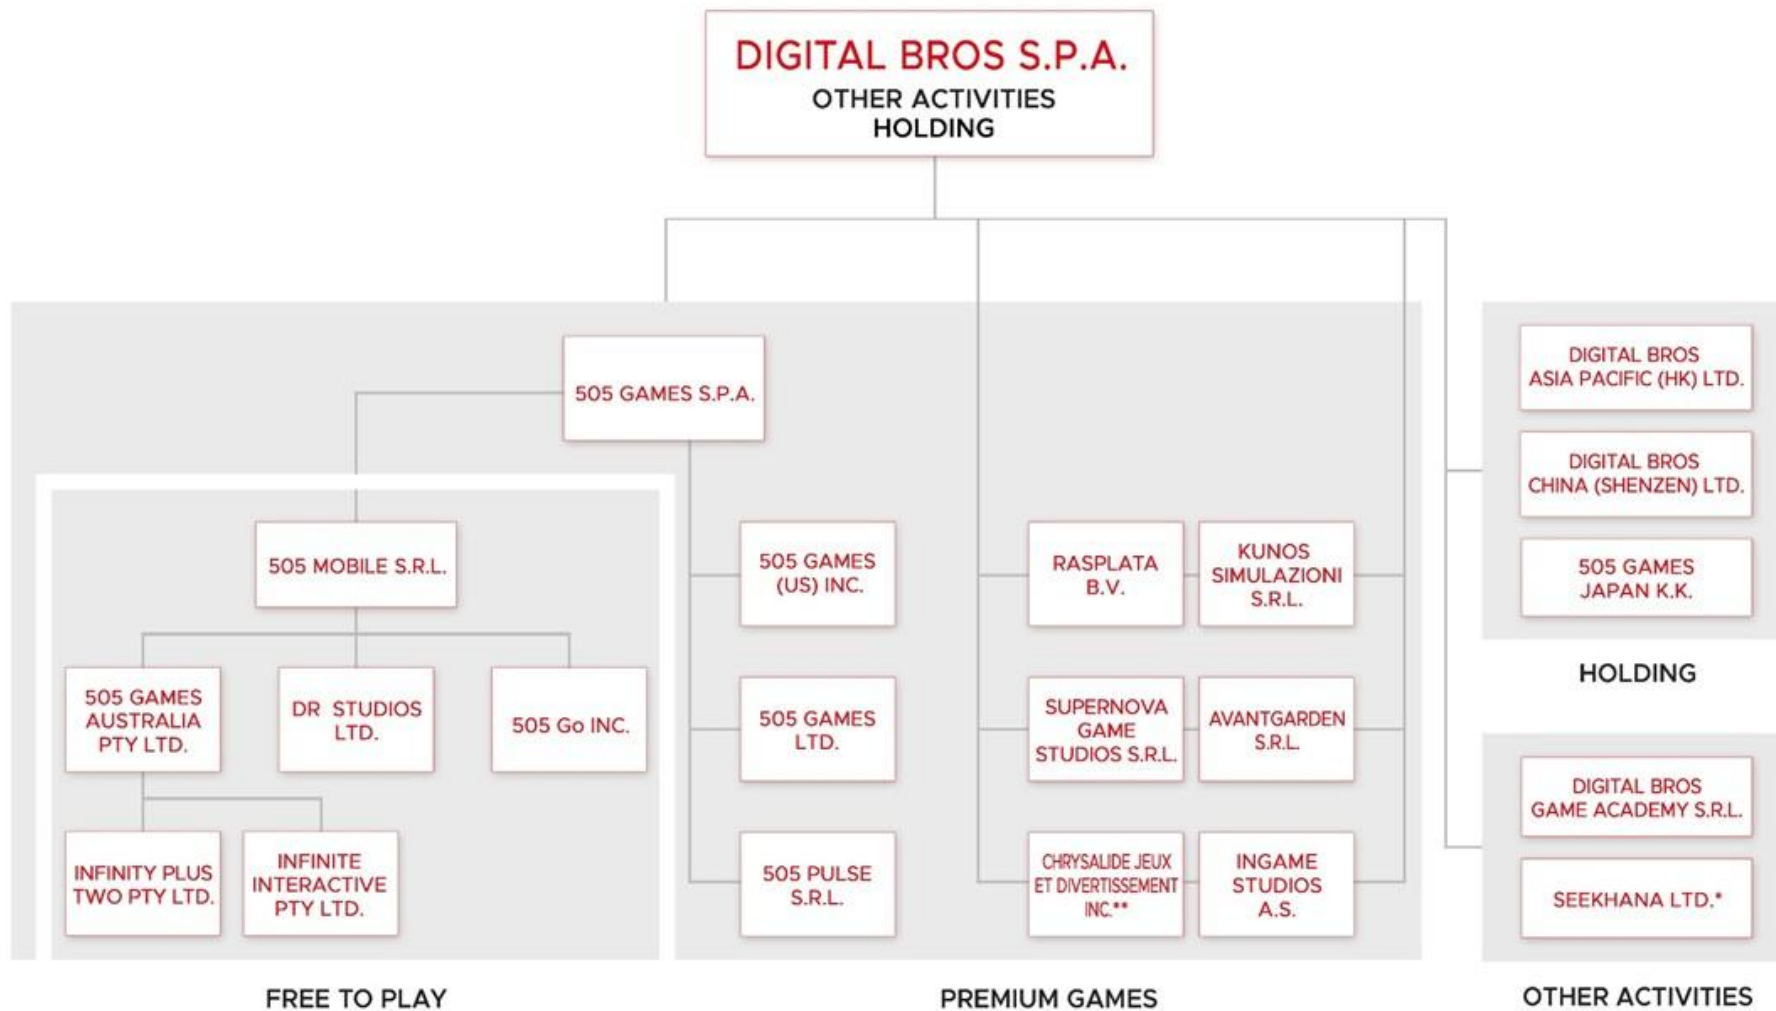 DIGITAL BROS S.P.A.
OTHER ACTIVITIES
HOLDING
505 GAMES S.P.A.
505 MOBILE S.R.L.
505 GAMES
AUSTRALIA
PTY LTD.
DR STUDIOS
LTD.
505 Go INC.
INFINITY PLUS
TWO PTY LTD.
INFINITE
INTERACTIVE
PTY LTD.
FREE TO PLAY
505 GAMES
(US) INC.
505 GAMES
LTD.
505 PULSE
S.R.L.
RASPLATA
B.V.
KUNOS
SIMULAZIONI
S.R.L.
SUPERNOVA
GAME
STUDIOS S.R.L.
AVANTGARDEN
S.R.L.
CHRYSALIDE JEUX
ET DIVERTISSEMENT
INC.**
INGAME
STUDIOS
A.S.
PREMIUM GAMES
DIGITAL BROS
ASIA PACIFIC (HK) LTD.
DIGITAL BROS
CHINA (SHENZEN) LTD.
505 GAMES
JAPAN K.K.
HOLDING
DIGITAL BROS
GAME ACADEMY S.R.L.
SEEKHANA LTD.*
OTHER ACTIVITIES